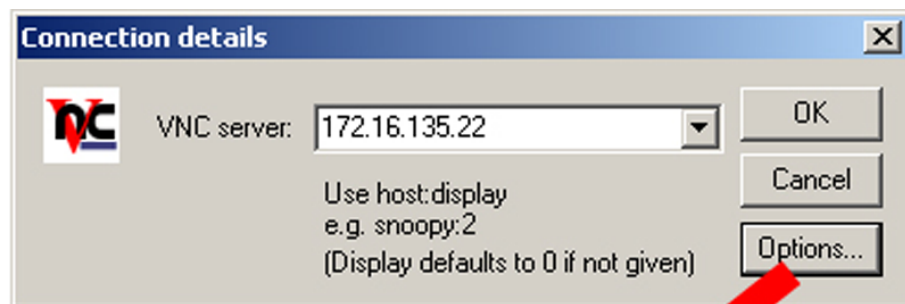 Connection details
VNC
VNC server: 172.16.135.22
OK
Use host:display
Cancel
e.g. snoopy:2
(Display defaults to 0 if not given)
Options...